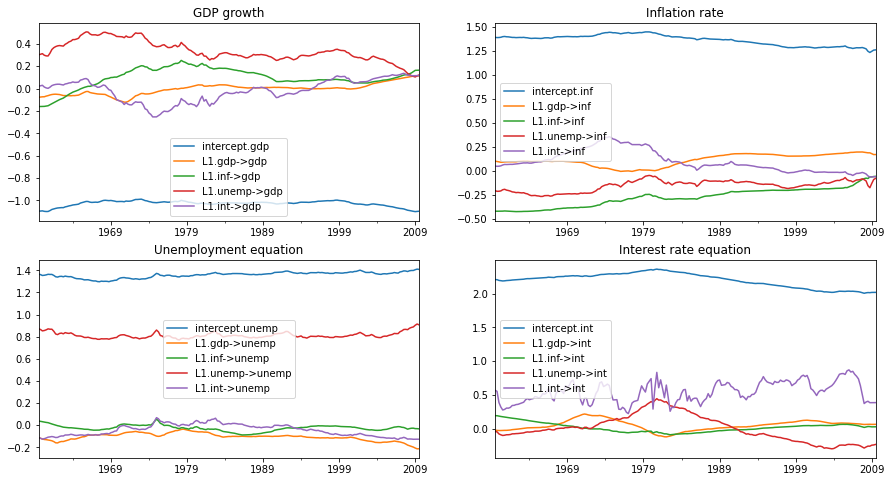 GDP growth
0.4
0.2
0.0
−0.2
−0.4
−0.6
−0.8
−1.0
intercept.gdp
L1.gdp->gdp
L1.inf->gdp
L1.unemp->gdp
L1.int->gdp
1969
1979
1989
1999
2009
Inflation rate
1.50
1.25
1.00
0.75
0.50
0.25
0.00
−0.25
−0.50
intercept.inf
L1.gdp->inf
L1.inf->inf
L1.unemp->inf
L1.int->inf
1969
1979
1989
1999
2009
Unemployment equation
1.4
1.2
1.0
0.8
0.6
0.4
0.2
0.0
−0.2
intercept.unemp
L1.gdp->unemp
L1.inf->unemp
L1.unemp->unemp
L1.int->unemp
1969
1979
1989
1999
2009
Interest rate equation
2.0
1.5
1.0
0.5
0.0
intercept.int
L1.gdp->int
L1.inf->int
L1.unemp->int
L1.int->int
1969
1979
1989
1999
2009